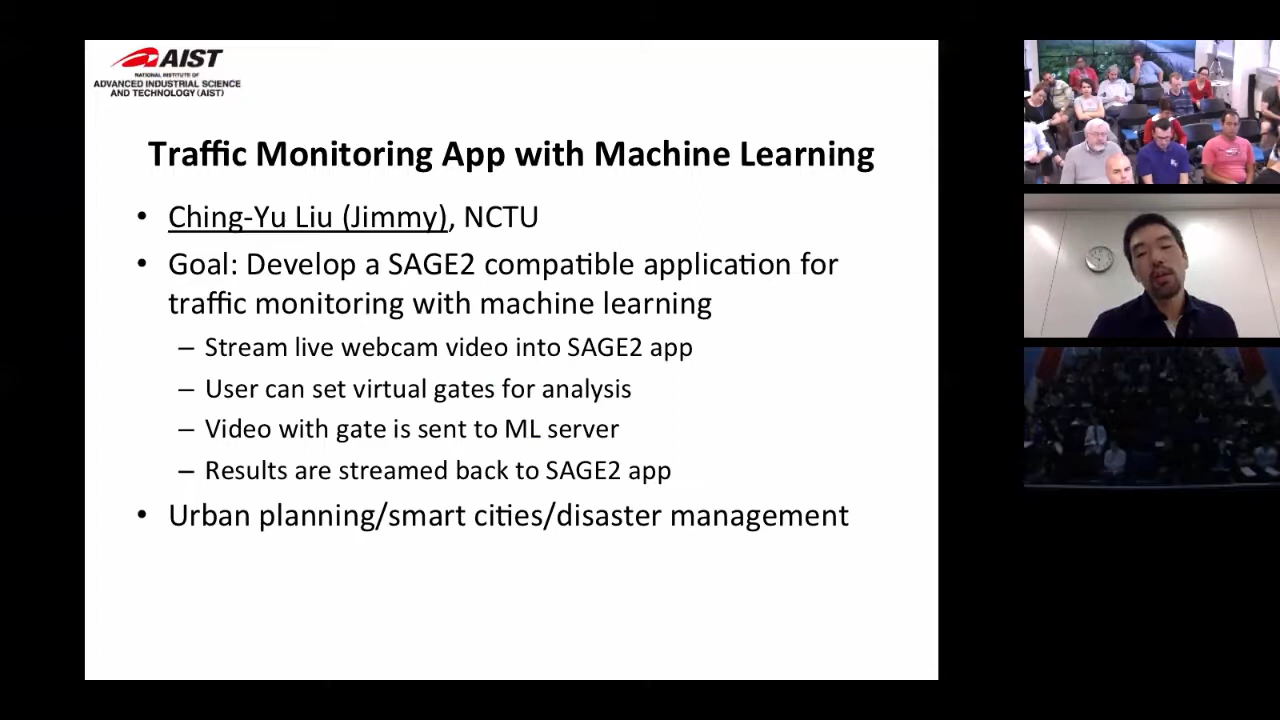 AIST
NATIONAL INSTITUTE OF
ADVANCED INDUSTRIAL SCIENCE
AND TECHNOLOGY (AIST)
Traffic Monitoring App with Machine Learning
• Ching-Yu Liu (Jimmy), NCTU
• Goal: Develop a SAGE2 compatible application for
traffic monitoring with machine learning
– Stream live webcam video into SAGE2 app
– User can set virtual gates for analysis
– Video with gate is sent to ML server
– Results are streamed back to SAGE2 app
• Urban planning/smart cities/disaster management